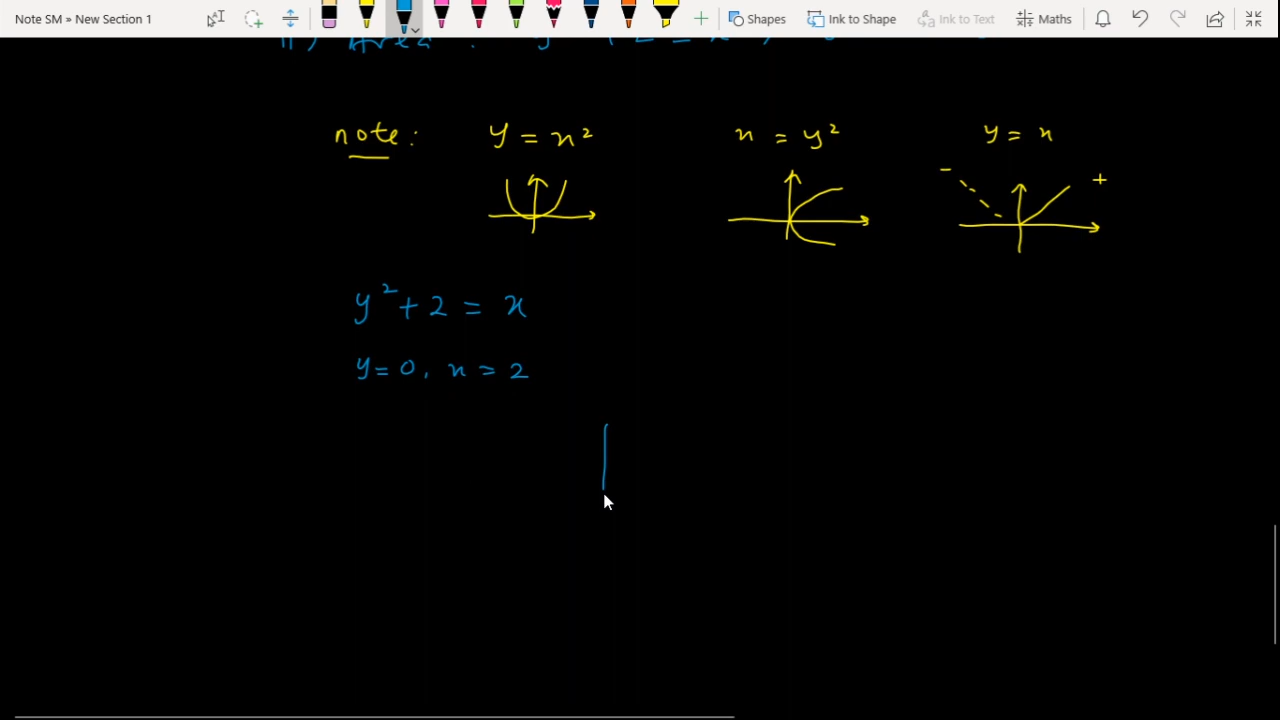 Note SM » New Section 1 Shapes Ink to Shape Ink to Text Maths
note: y = x² x = y² y = x
- +
y² + 2 = x
y = 0, x = 2